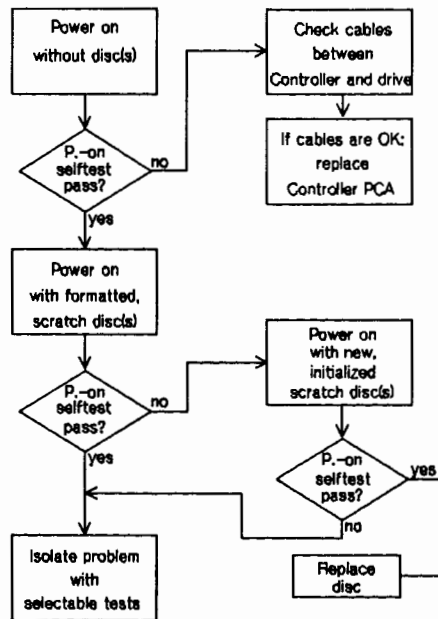 Power on
without disc(s)
Check cables
between
Controller and drive
P.-on
selftest
pass?
no
yes
If cables are OK:
replace
Controller PCA
Power on
with formatted,
scratch disc(s)
Power on
with new,
initialized
scratch disc(s)
P.-on
selftest
pass?
no
yes
P.-on
selftest
pass?
yes
no
Isolate problem
with
selectable tests
Replace
disc